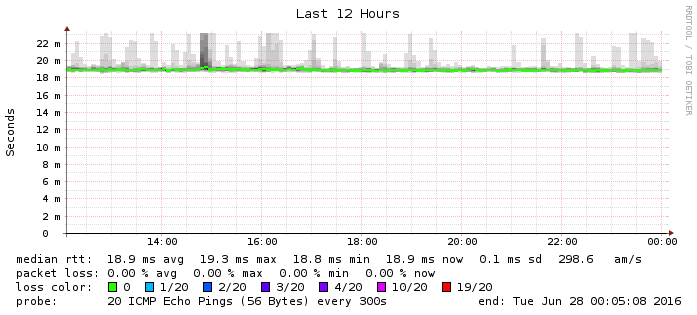 Last 12 Hours
RRDTOOL / TOBI OETIKER
Seconds
22 m
20 m
18 m
16 m
14 m
12 m
10 m
8 m
6 m
4 m
2 m
0
14:00 16:00 18:00 20:00 22:00 00:00
median rtt: 18.9 ms avg 19.3 ms max 18.8 ms min 18.9 ms now 0.1 ms sd 298.6 am/s
packet loss: 0.00 % avg 0.00 % max 0.00 % min 0.00 % now
loss color: 0 1/20 2/20 3/20 4/20 10/20 19/20
probe: 20 ICMP Echo Pings (56 Bytes) every 300s end: Tue Jun 28 00:05:08 2016